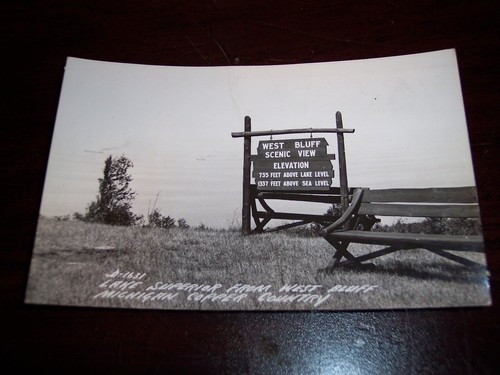 WEST BLUFF
SCENIC VIEW
ELEVATION
735 FEET ABOVE LAKE LEVEL
1337 FEET ABOVE SEA LEVEL
LAKE SUPERIOR FROM WEST BLUFF
MICHIGAN COPPER COUNTRY